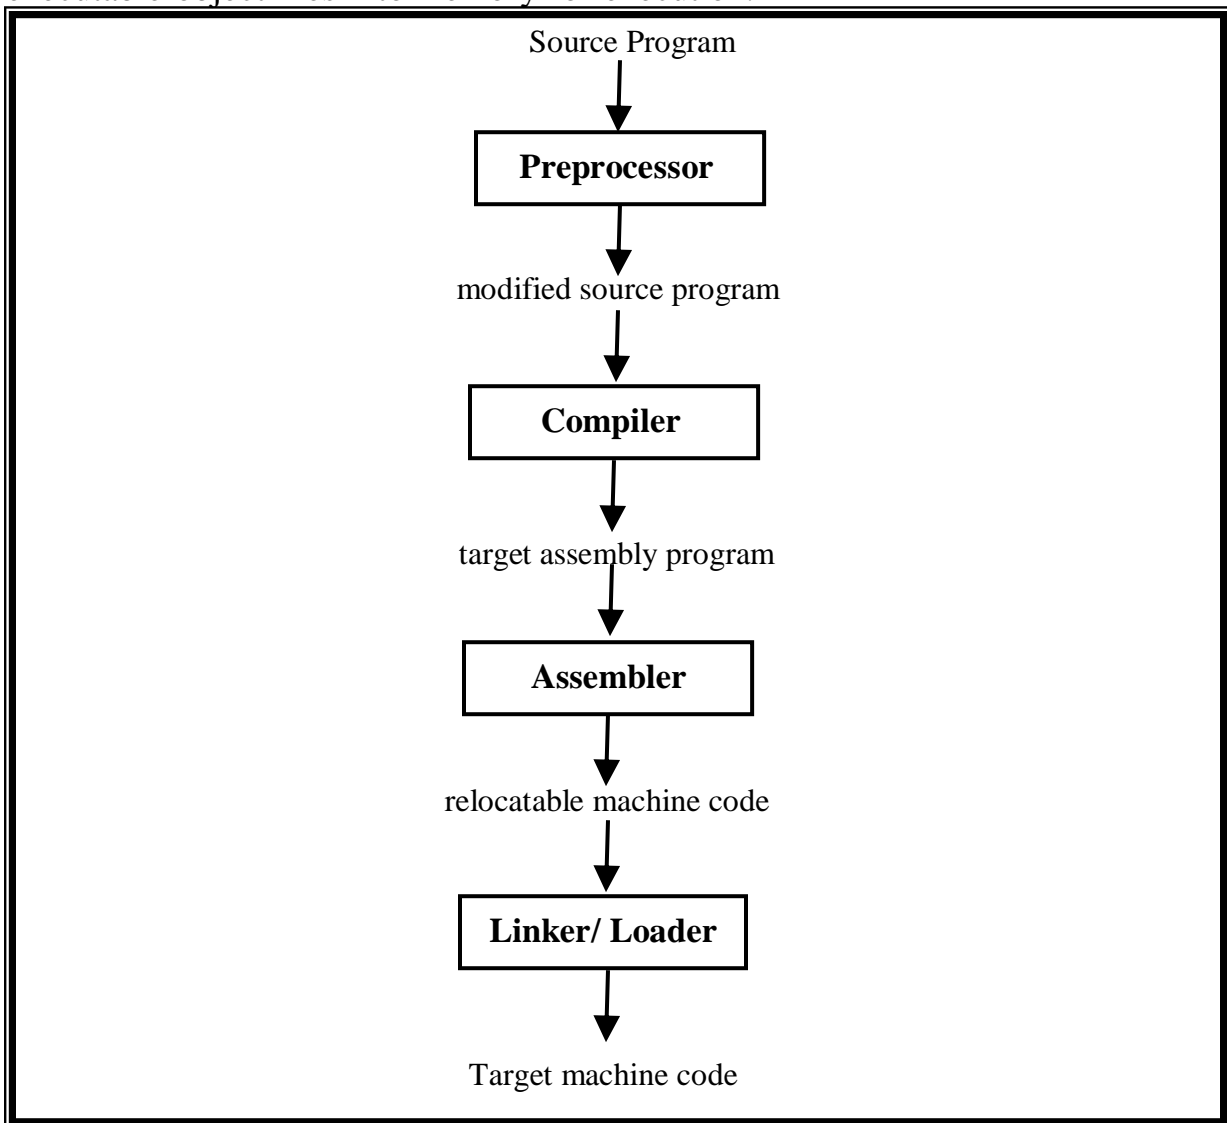 Source Program
Preprocessor
modified source program
Compiler
target assembly program
Assembler
relocatable machine code
Linker/ Loader
Target machine code